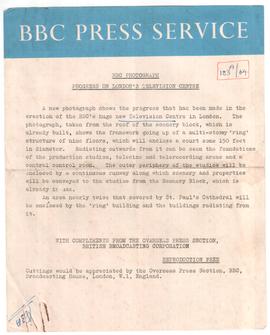 BBC PRESS SERVICE
BBC PHOTOGRAPH
PROGRESS ON LONDON'S TELEVISION CENTRE
A new photograph shows the progress that has been made in the
erection of the BBC's huge new Television Centre in London. The
photograph, taken from the roof of the scenery block, which is
already built, shows the framework going up of a multi-storey 'ring'
structure of nine floors, which will enclose a court some 150 feet
in diameter. Radiating outwards from it can be seen the foundations
of the production studios, telecine and telerecording areas and a
central control room. The outer periphery of the studios will be
enclosed by a continuous runway along which scenery and
properties will be conveyed to the studios from the Scenery Block, which is
already in use.
An area nearly twice that covered by St. Paul's Cathedral will
be enclosed by the 'ring' building and the buildings radiating from
it.
WITH COMPLIMENTS FROM THE OVERSEAS PRESS SECTION,
BRITISH BROADCASTING CORPORATION
REPRODUCTION FREE
Cuttings would be appreciated by the Overseas Press Section, BBC,
Broadcasting House, London, W.1, England.